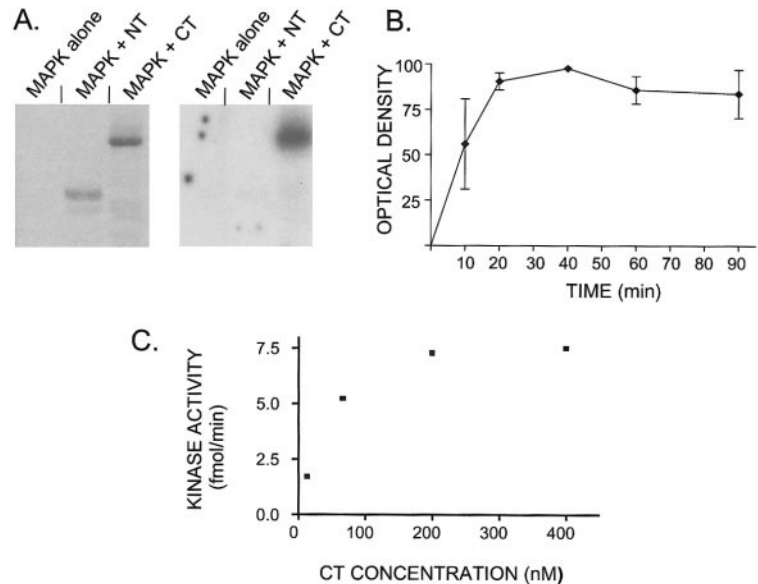 A.
MAPK alone
MAPK + NT
MAPK + CT
MAPK alone
MAPK + NT
MAPK + CT
B.
OPTICAL DENSITY
100
75
50
25
10 20 30 40 50 60 70 80 90
TIME (min)
C.
KINASE ACTIVITY
(fmol/min)
7.5
5.0
2.5
0.0
0 100 200 300 400
CT CONCENTRATION (nM)